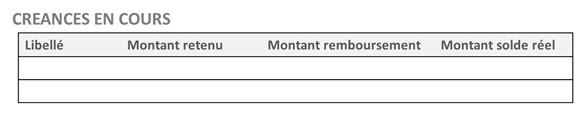 CREANCES EN COURS
Libellé Montant retenu Montant remboursement Montant solde réel